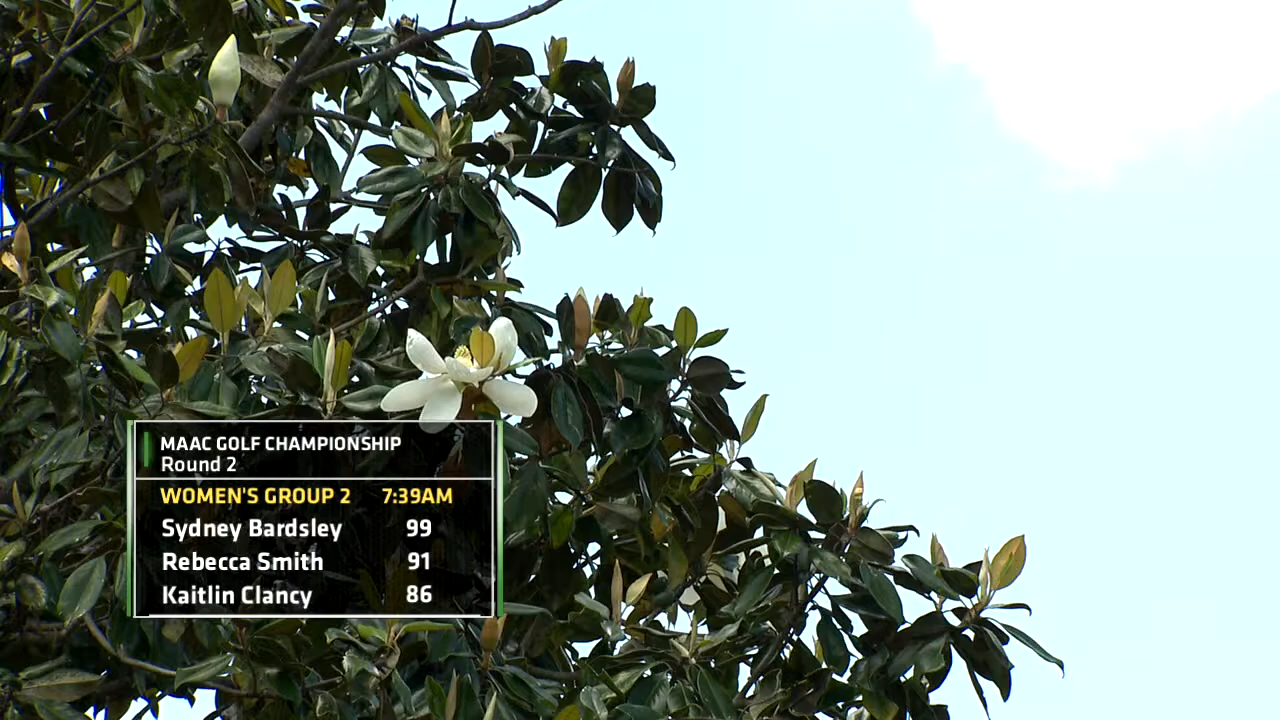 MAAC GOLF CHAMPIONSHIP
Round 2
WOMEN'S GROUP 2 7:39AM
Sydney Bardsley 99
Rebecca Smith 91
Kaitlin Clancy 86